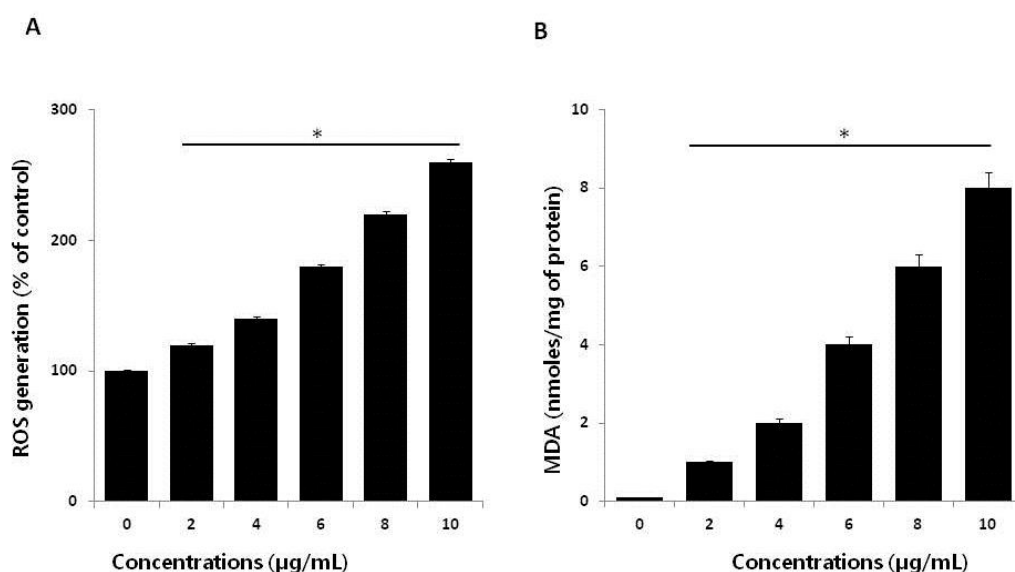 A
ROS generation (% of control)
300
200
100
0
*
0 2 4 6 8 10
Concentrations (µg/mL)
B
MDA (nmoles/mg of protein)
10
8
6
4
2
0
*
0 2 4 6 8 10
Concentrations (µg/mL)